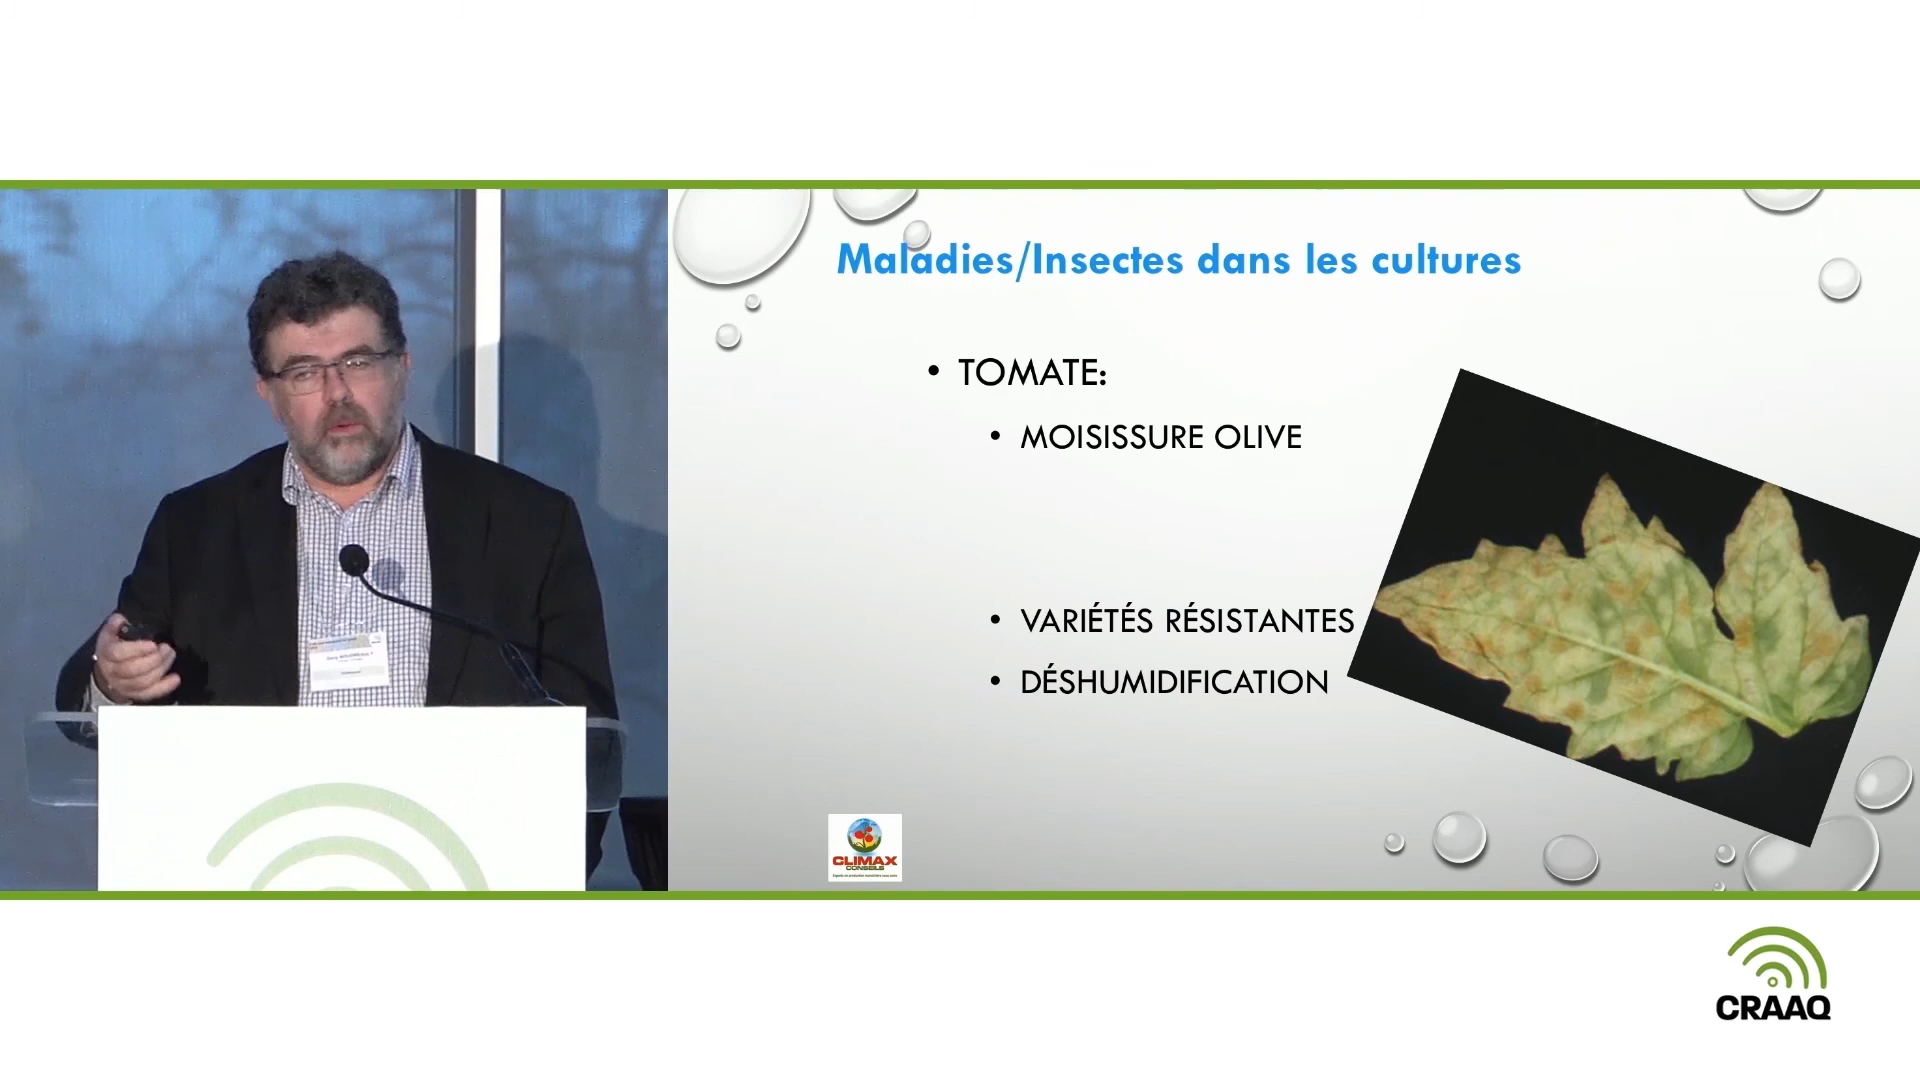 Maladies/Insectes dans les cultures
• TOMATE:
• MOISISSURE OLIVE
• VARIÉTÉS RÉSISTANTES
• DÉSHUMIDIFICATION
CLIMAX
CONSEILS
CRAAQ